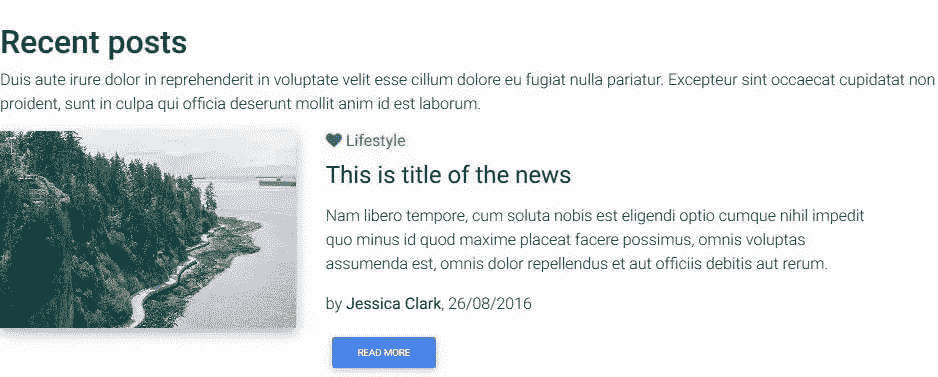 Recent posts
Duis aute irure dolor in reprehenderit in voluptate velit esse cillum dolore eu fugiat nulla pariatur. Excepteur sint occaecat cupidatat non
proident, sunt in culpa qui officia deserunt mollit anim id est laborum.
Lifestyle
This is title of the news
Nam libero tempore, cum soluta nobis est eligendi optio cumque nihil impedit
quo minus id quod maxime placeat facere possimus, omnis voluptas
assumenda est, omnis dolor repellendus et aut officiis debitis aut rerum.
by Jessica Clark, 26/08/2016
READ MORE